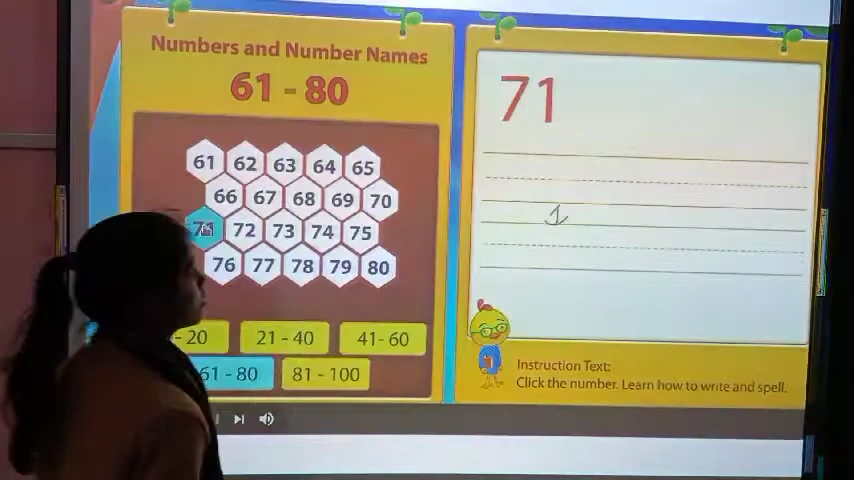 Numbers and Number Names
61 - 80
61 62 63 64 65
66 67 68 69 70
71 72 73 74 75
76 77 78 79 80
- 20 21 - 40 41- 60
61 - 80 81 - 100
71
1
Instruction Text:
Click the number. Learn how to write and spell.